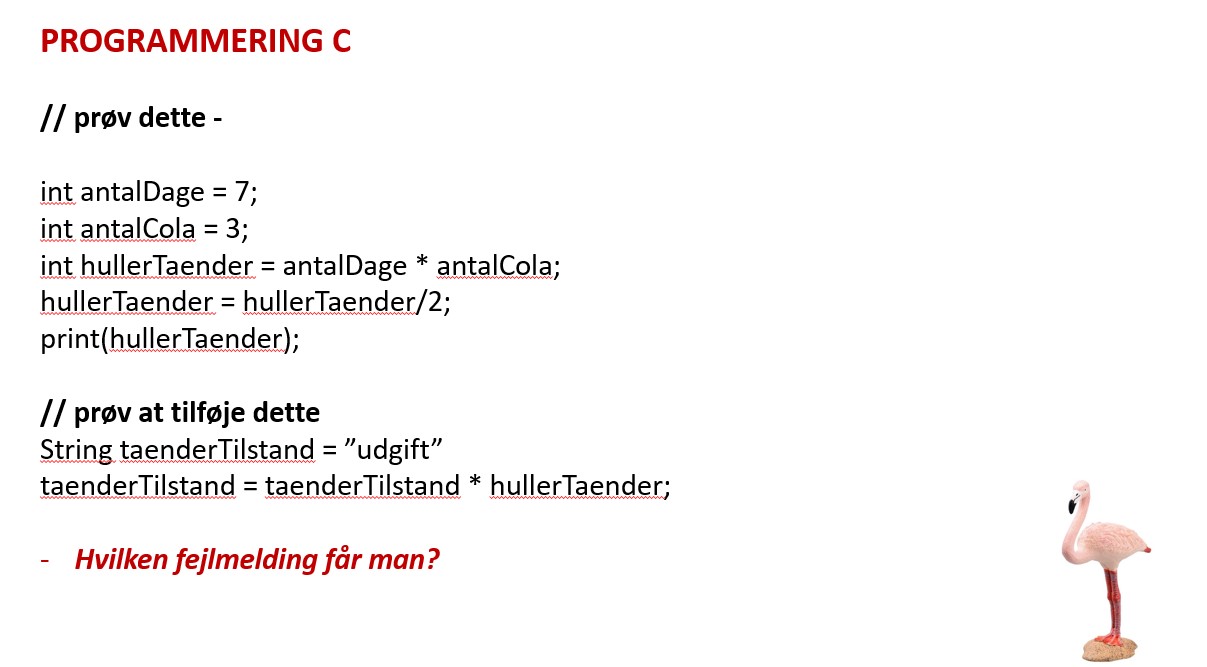 PROGRAMMERING C
// prøv dette -
int antalDage = 7;
int antalCola = 3;
int hullerTaender = antalDage * antalCola;
hullerTaender = hullerTaender/2;
print(hullerTaender);
// prøv at tilføje dette
String taenderTilstand = ”udgift”
taenderTilstand = taenderTilstand * hullerTaender;
- Hvilken fejlmelding får man?